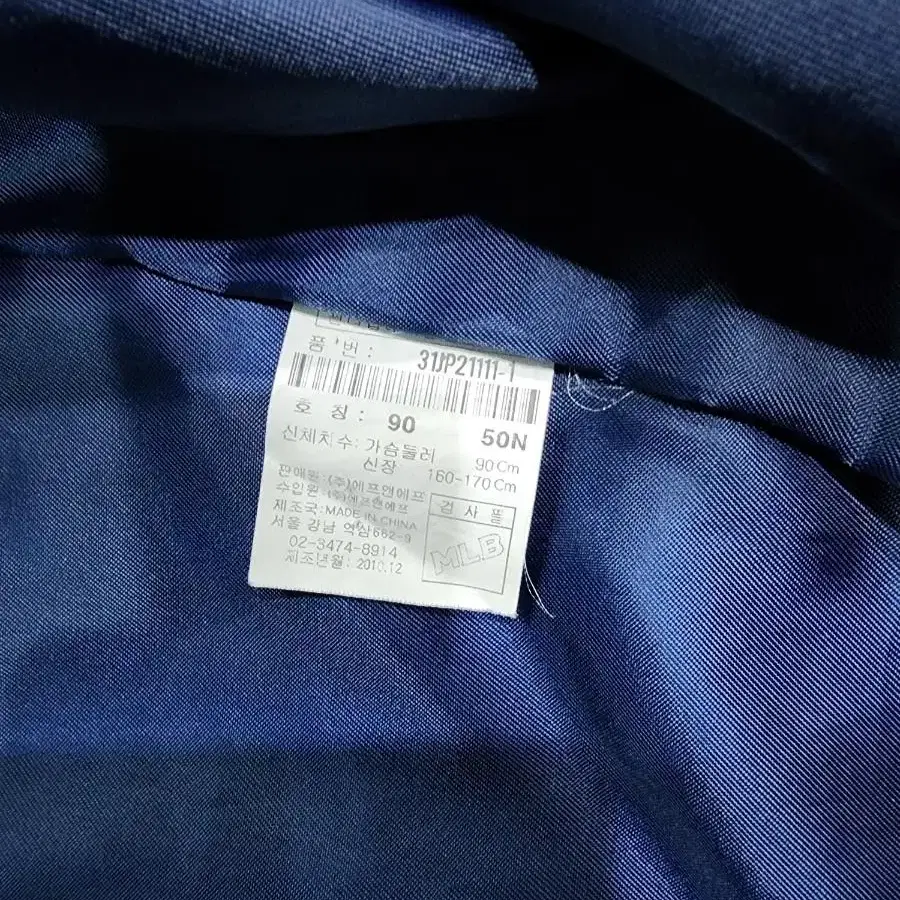 품 번 : 31JP21111-1
호 칭 : 90 50N
신체치수: 가슴둘레 90Cm
신장 160-170Cm
판매원: (주)에프앤에프
수입원: (주)에프앤에프
제조국: MADE IN CHINA
서울 강남 역삼 662-9
02-3474-8914
제조년월: 2010.12
검사필
MLB